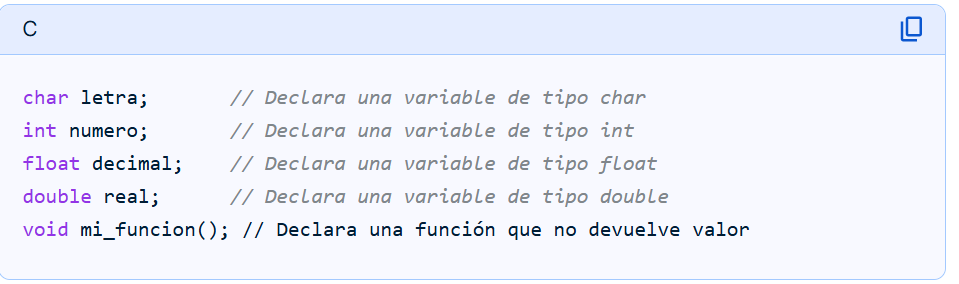 C
char letra;       // Declara una variable de tipo char
int numero;       // Declara una variable de tipo int
float decimal;    // Declara una variable de tipo float
double real;      // Declara una variable de tipo double
void mi_funcion(); // Declara una función que no devuelve valor